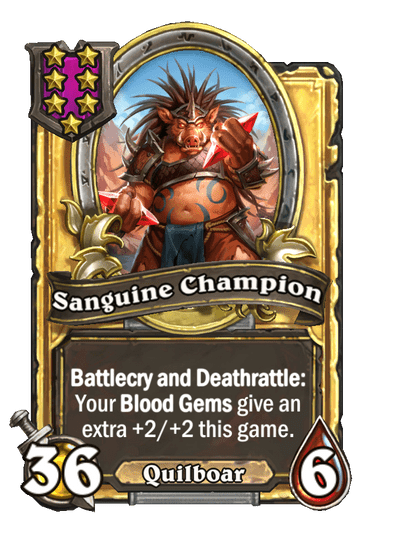 Sanguine Champion
Battlecry and Deathrattle:
Your Blood Gems give an
extra +2/+2 this game.
36
Quilboar
6